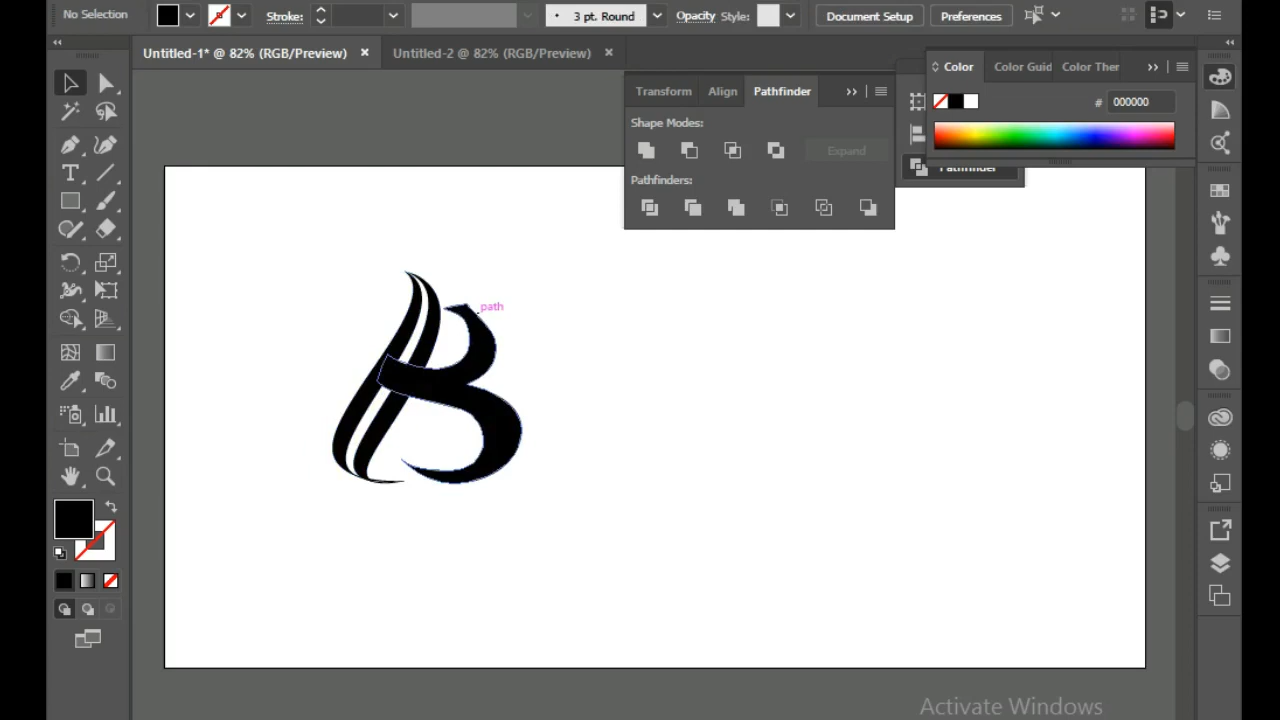 No Selection
Stroke:
3 pt. Round
Opacity
Style:
Document Setup
Preferences
Untitled-1* @ 82% (RGB/Preview) ×
Untitled-2 @ 82% (RGB/Preview) ×
Transform
Align
Pathfinder
Color
Color Guid
Color Ther
# 000000
Shape Modes:
Expand
Pathfinder
Pathfinders:
path
B
Activate Windows